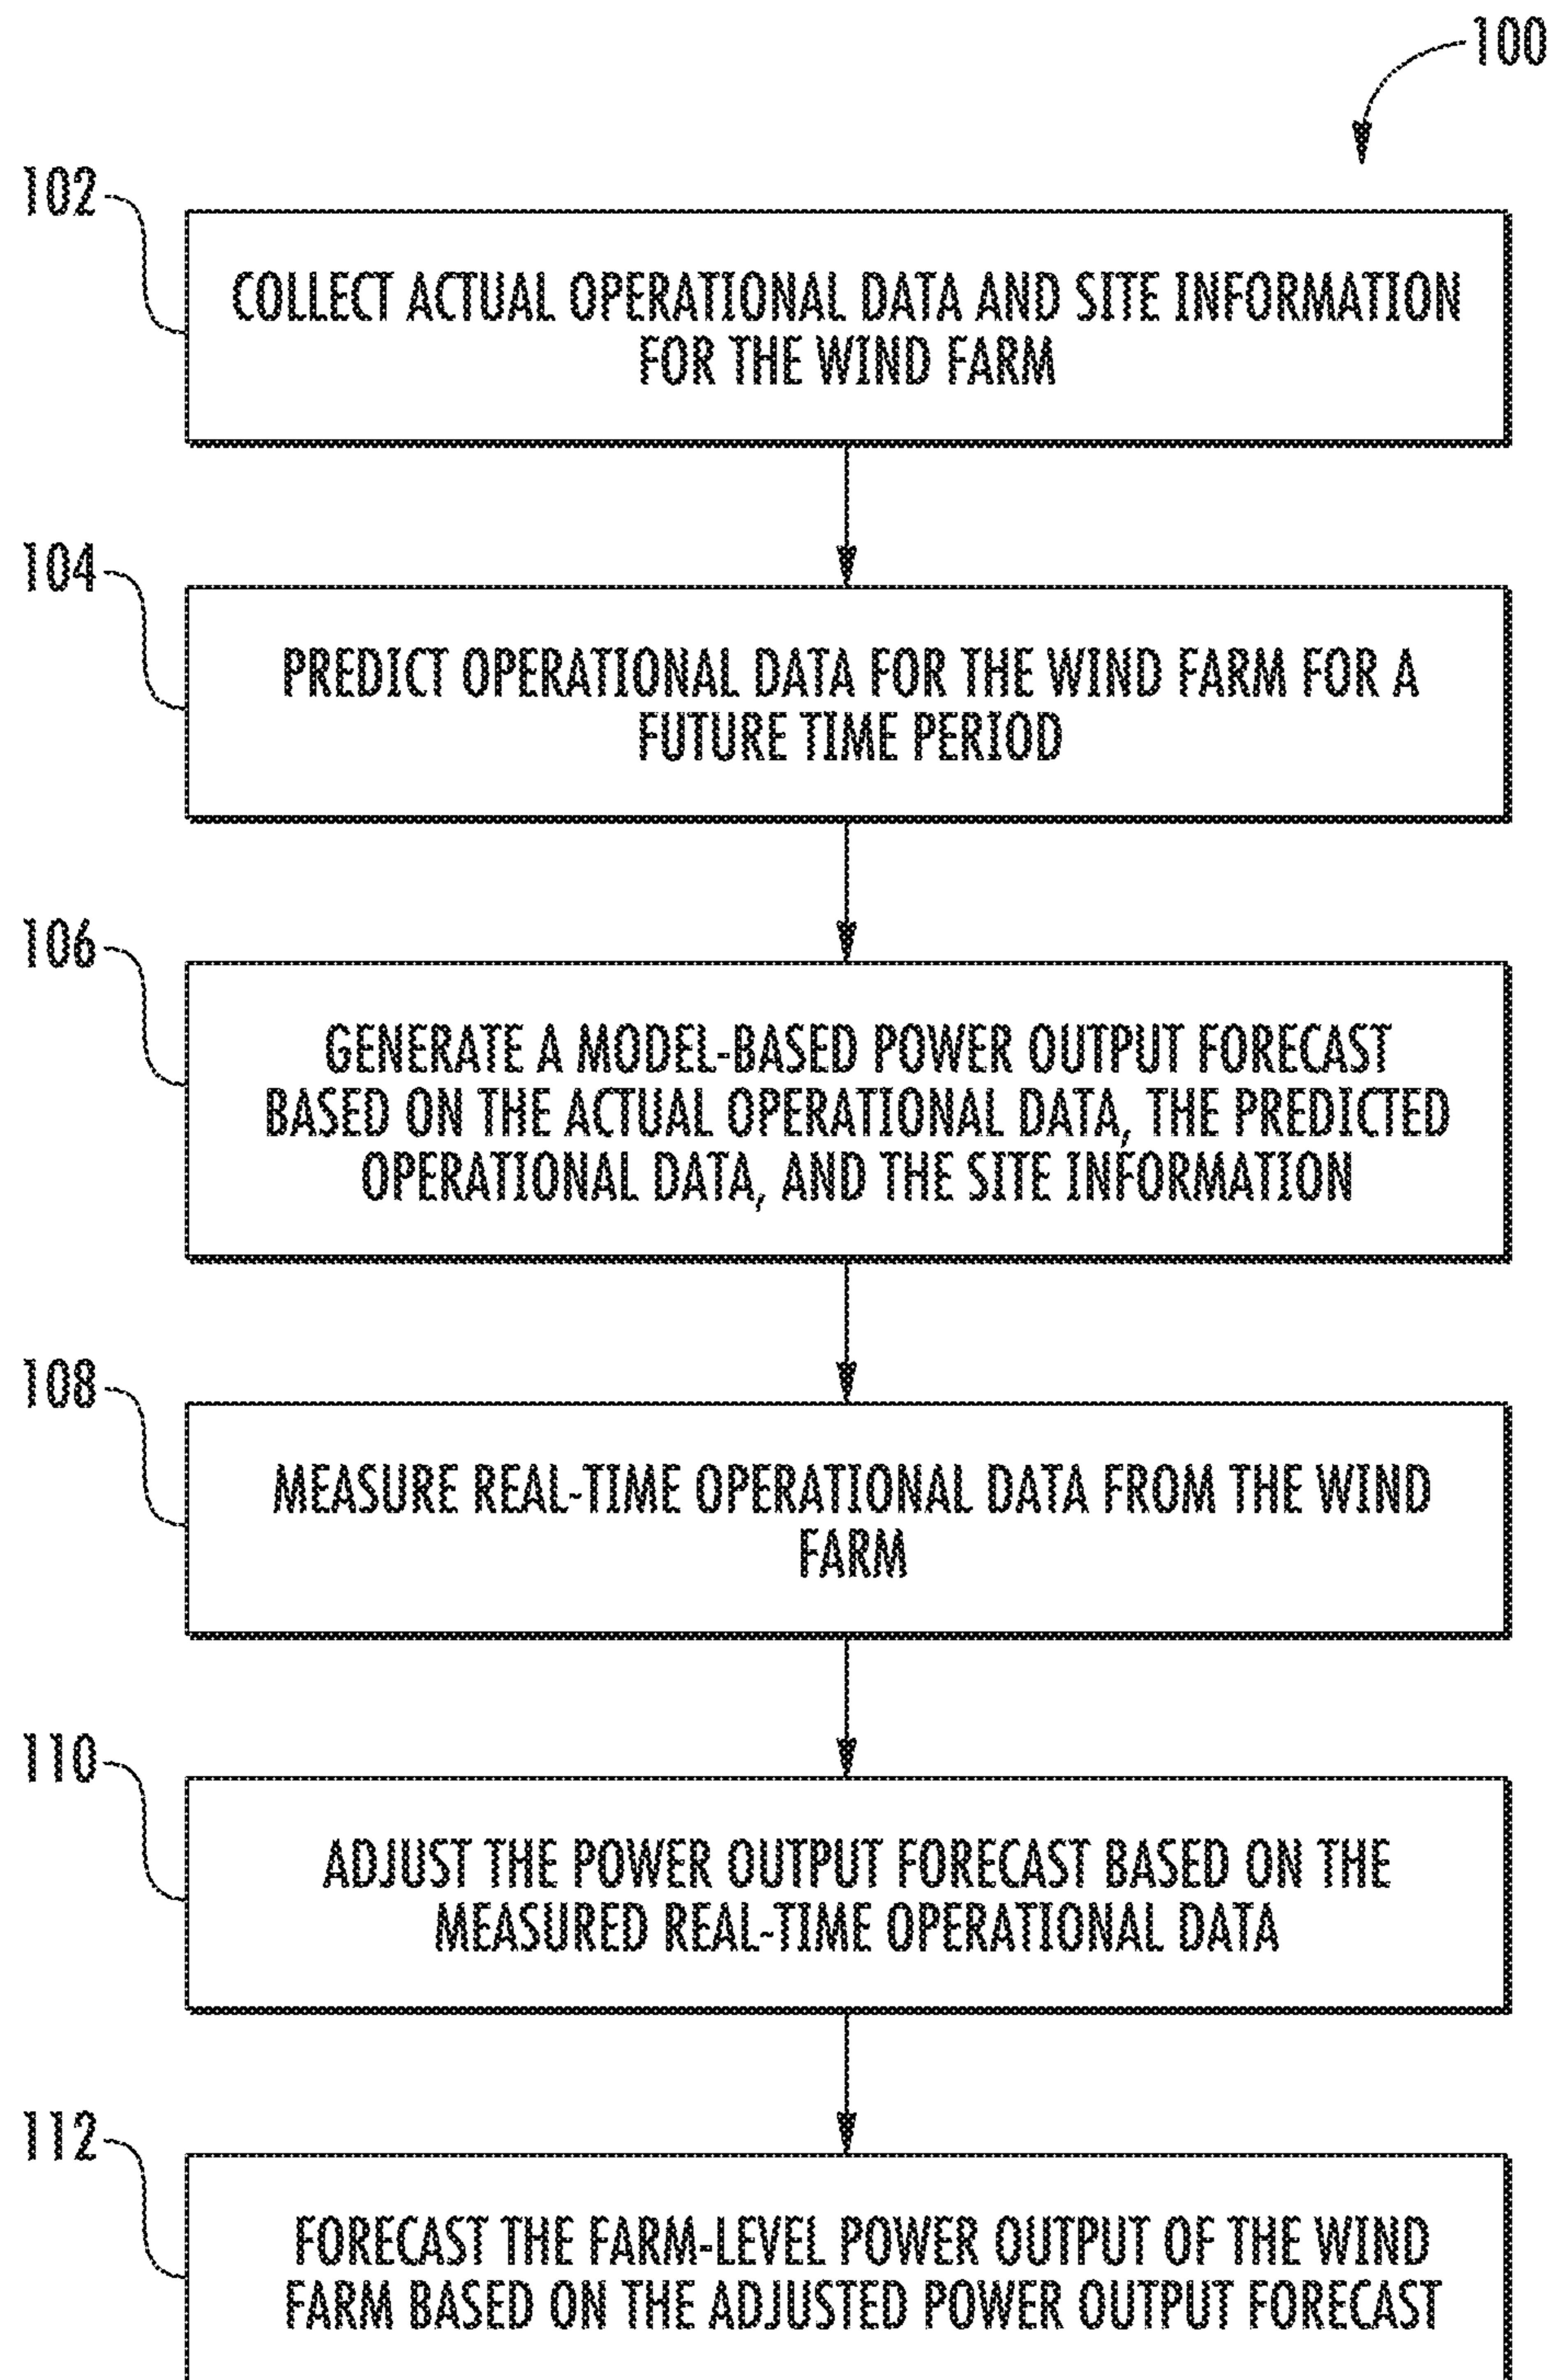 100
102
COLLECT ACTUAL OPERATIONAL DATA AND SITE INFORMATION
FOR THE WIND FARM
104
PREDICT OPERATIONAL DATA FOR THE WIND FARM FOR A
FUTURE TIME PERIOD
106
GENERATE A MODEL-BASED POWER OUTPUT FORECAST
BASED ON THE ACTUAL OPERATIONAL DATA, THE PREDICTED
OPERATIONAL DATA, AND THE SITE INFORMATION
108
MEASURE REAL-TIME OPERATIONAL DATA FROM THE WIND
FARM
110
ADJUST THE POWER OUTPUT FORECAST BASED ON THE
MEASURED REAL-TIME OPERATIONAL DATA
112
FORECAST THE FARM-LEVEL POWER OUTPUT OF THE WIND
FARM BASED ON THE ADJUSTED POWER OUTPUT FORECAST